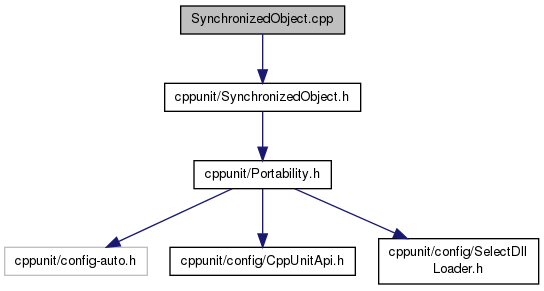 SynchronizedObject.cpp
cppunit/SynchronizedObject.h
cppunit/Portability.h
cppunit/config-auto.h
cppunit/config/CppUnitApi.h
cppunit/config/SelectDll
Loader.h